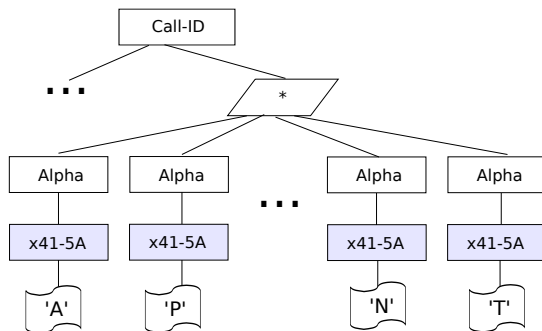 Call-ID
...
*
Alpha Alpha ... Alpha Alpha
x41-5A x41-5A x41-5A x41-5A
'A' 'P' 'N' 'T'